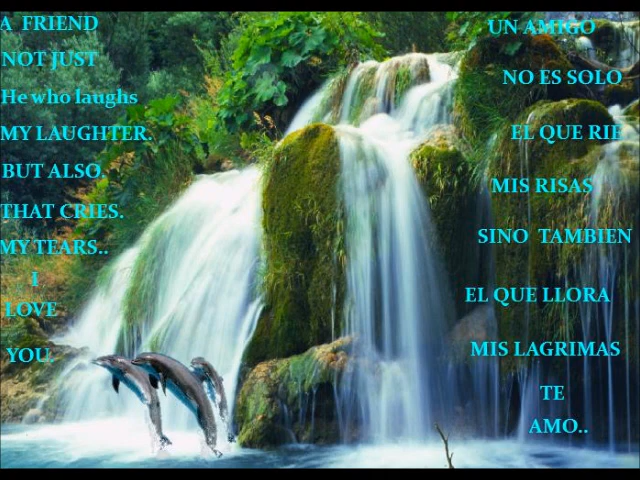 A FRIEND
NOT JUST
He who laughs
MY LAUGHTER.
BUT ALSO.
THAT CRIES.
MY TEARS..
I
LOVE
YOU
UN AMIGO
NO ES SOLO
EL QUE RIE
MIS RISAS
SINO TAMBIEN
EL QUE LLORA
MIS LAGRIMAS
TE
AMO..